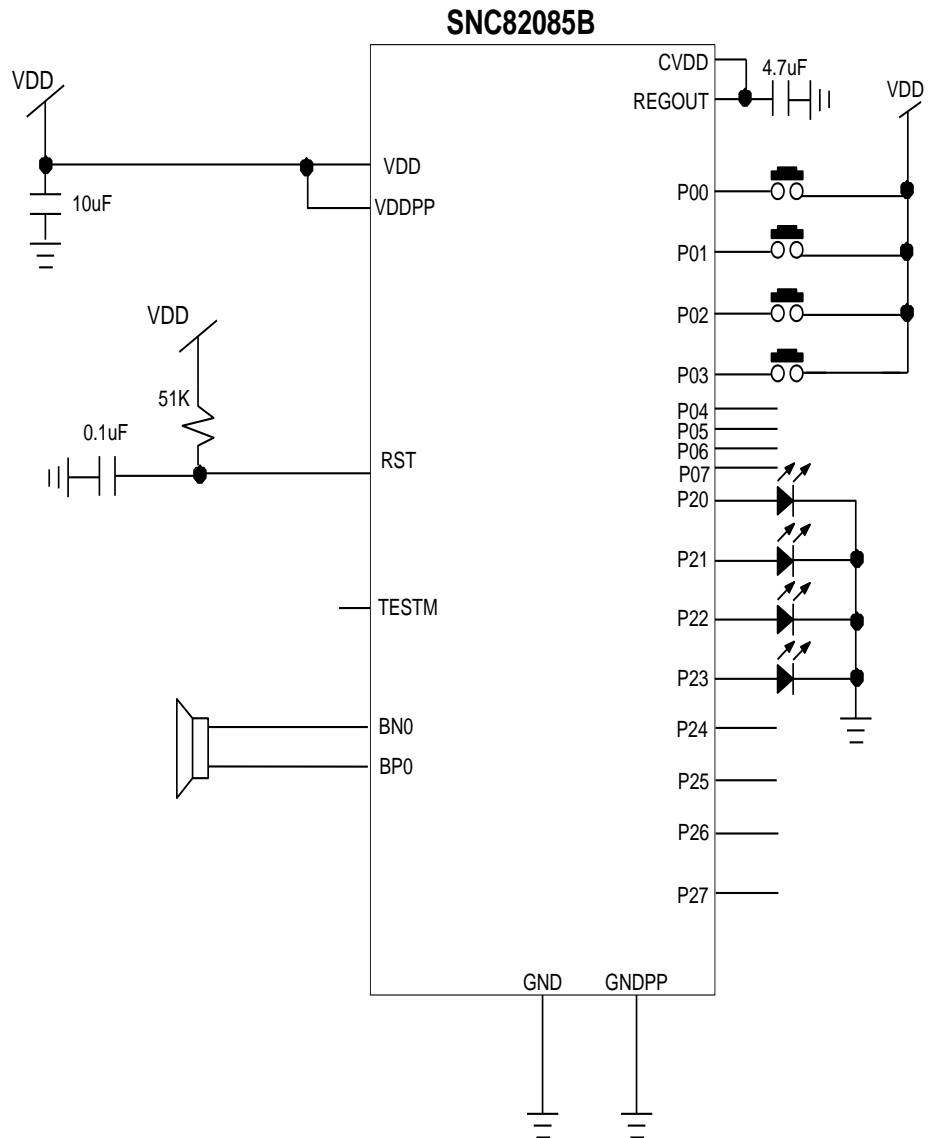 SNC82085B
VDD
10uF
VDD
VDDPP
VDD
51K
0.1uF
RST
TESTM
BN0
BP0
CVDD
REGOUT
4.7uF
VDD
P00
P01
P02
P03
P04
P05
P06
P07
P20
P21
P22
P23
P24
P25
P26
P27
GND
GNDPP